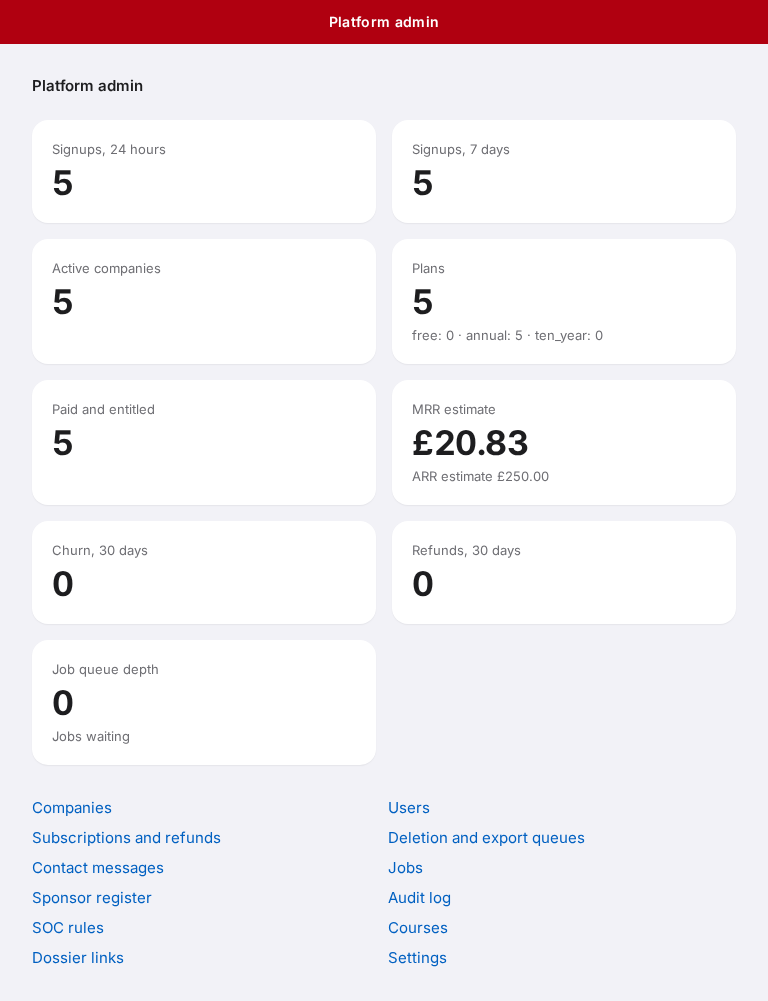 Platform admin
Platform admin
Signups, 24 hours
5
Signups, 7 days
5
Active companies
5
Plans
5
free: 0 · annual: 5 · ten_year: 0
Paid and entitled
5
MRR estimate
£20.83
ARR estimate £250.00
Churn, 30 days
0
Refunds, 30 days
0
Job queue depth
0
Jobs waiting
Companies
Users
Subscriptions and refunds
Deletion and export queues
Contact messages
Jobs
Sponsor register
Audit log
SOC rules
Courses
Dossier links
Settings